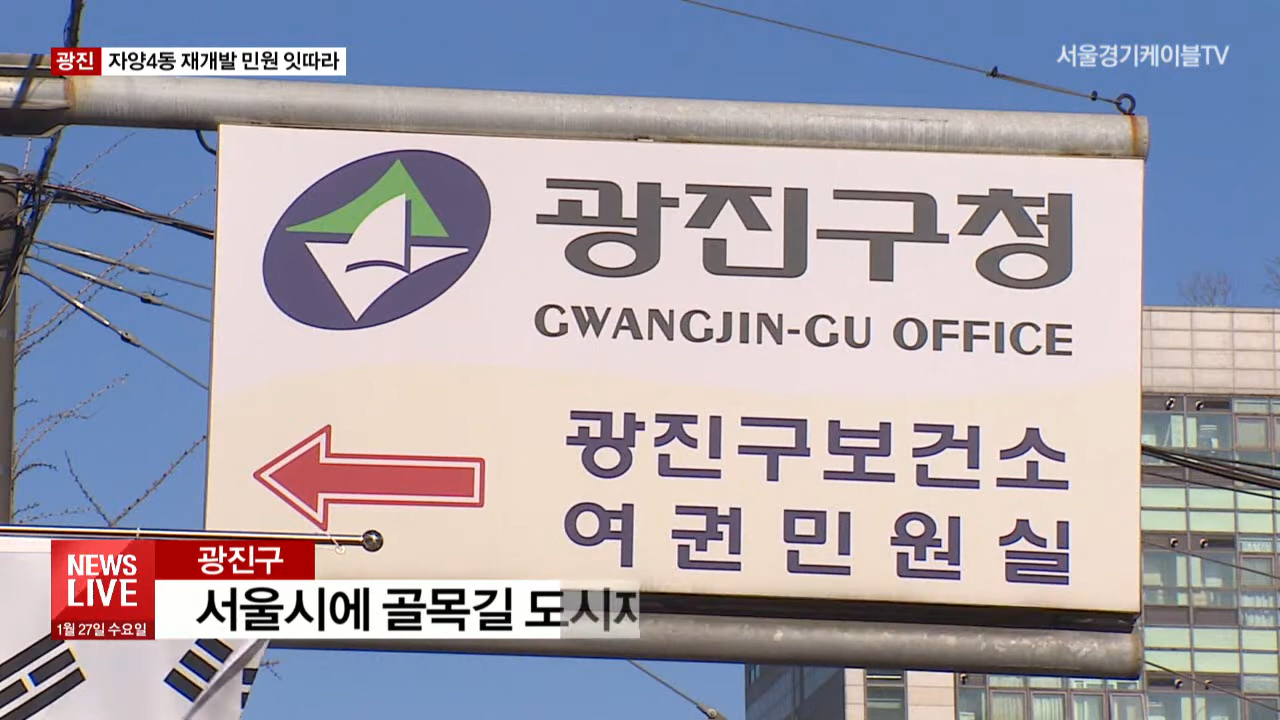 광진 자양4동 재개발 민원 잇따라
서울경기케이블TV
광진구청
GWANGJIN-GU OFFICE
광진구보건소
여권민원실
NEWS LIVE
1월 27일 수요일
광진구
서울시에 골목길 도시